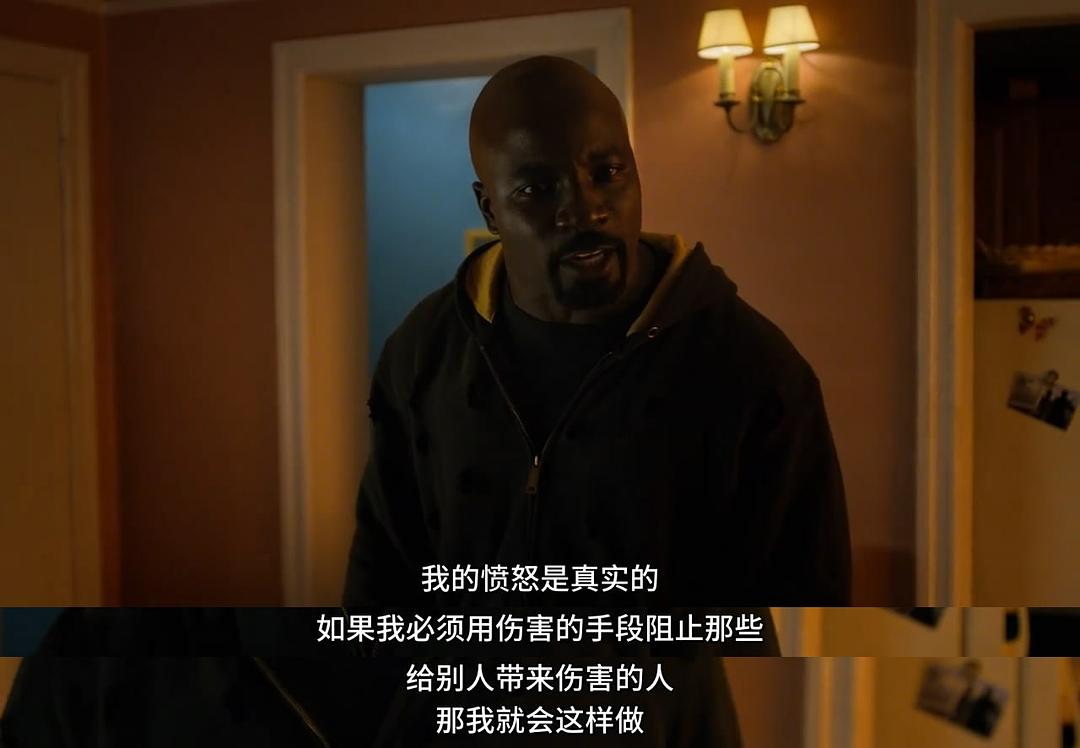 我的愤怒是真实的
如果我必须用伤害的手段阻止那些
给别人带来伤害的人
那我就会这样做